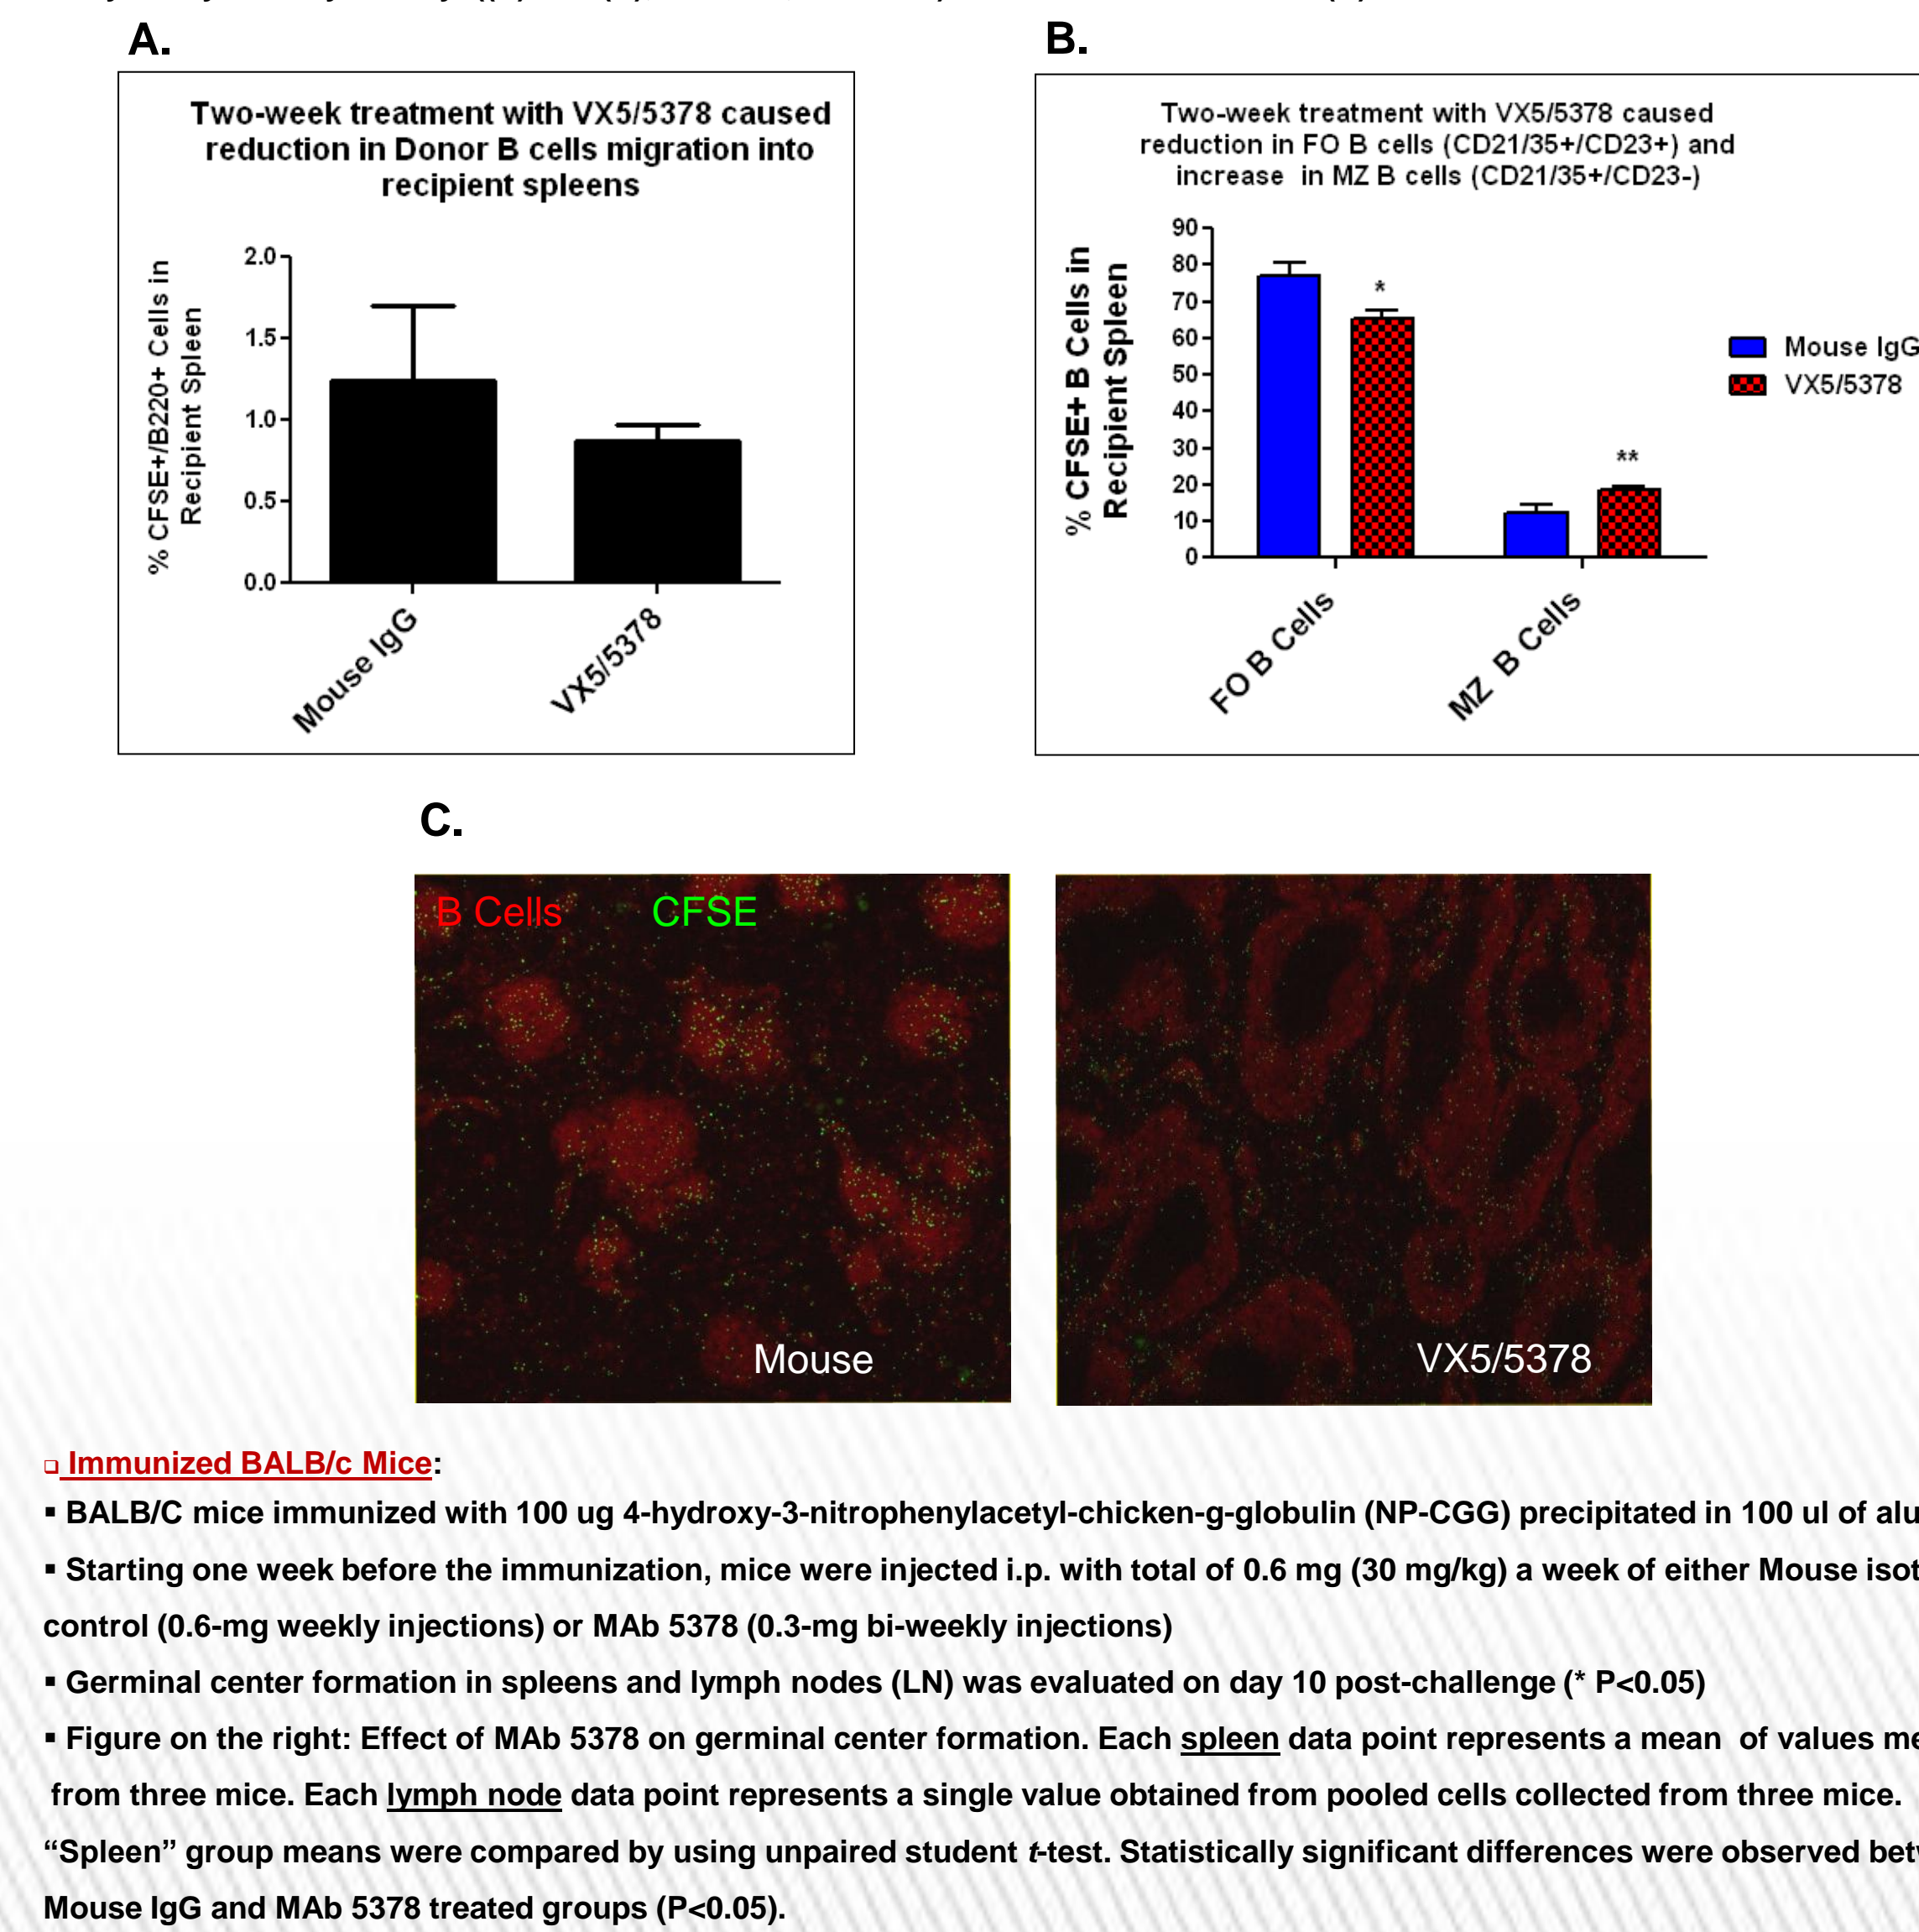 A.
B.
Two-week treatment with VX5/5378 caused
reduction in Donor B cells migration into
recipient spleens
% CFSE+/B220+ Cells in
Recipient Spleen
2.0
1.5
1.0
0.5
0.0
Mouse IgG
VX5/5378
Two-week treatment with VX5/5378 caused
reduction in FO B cells (CD21/35+/CD23+) and
increase in MZ B cells (CD21/35+/CD23-)
% CFSE+ B Cells in
Recipient Spleen
90
80
70
60
50
40
30
20
10
0
*
**
FO B Cells
MZ B Cells
Mouse IgG
VX5/5378
C.
B Cells CFSE
Mouse
VX5/5378
Immunized BALB/c Mice:
▪ BALB/C mice immunized with 100 ug 4-hydroxy-3-nitrophenylacetyl-chicken-g-globulin (NP-CGG) precipitated in 100 ul of alu
▪ Starting one week before the immunization, mice were injected i.p. with total of 0.6 mg (30 mg/kg) a week of either Mouse isot
control (0.6-mg weekly injections) or MAb 5378 (0.3-mg bi-weekly injections)
▪ Germinal center formation in spleens and lymph nodes (LN) was evaluated on day 10 post-challenge (* P<0.05)
▪ Figure on the right: Effect of MAb 5378 on germinal center formation. Each spleen data point represents a mean of values me
from three mice. Each lymph node data point represents a single value obtained from pooled cells collected from three mice.
“Spleen” group means were compared by using unpaired student t-test. Statistically significant differences were observed bet
Mouse IgG and MAb 5378 treated groups (P<0.05).